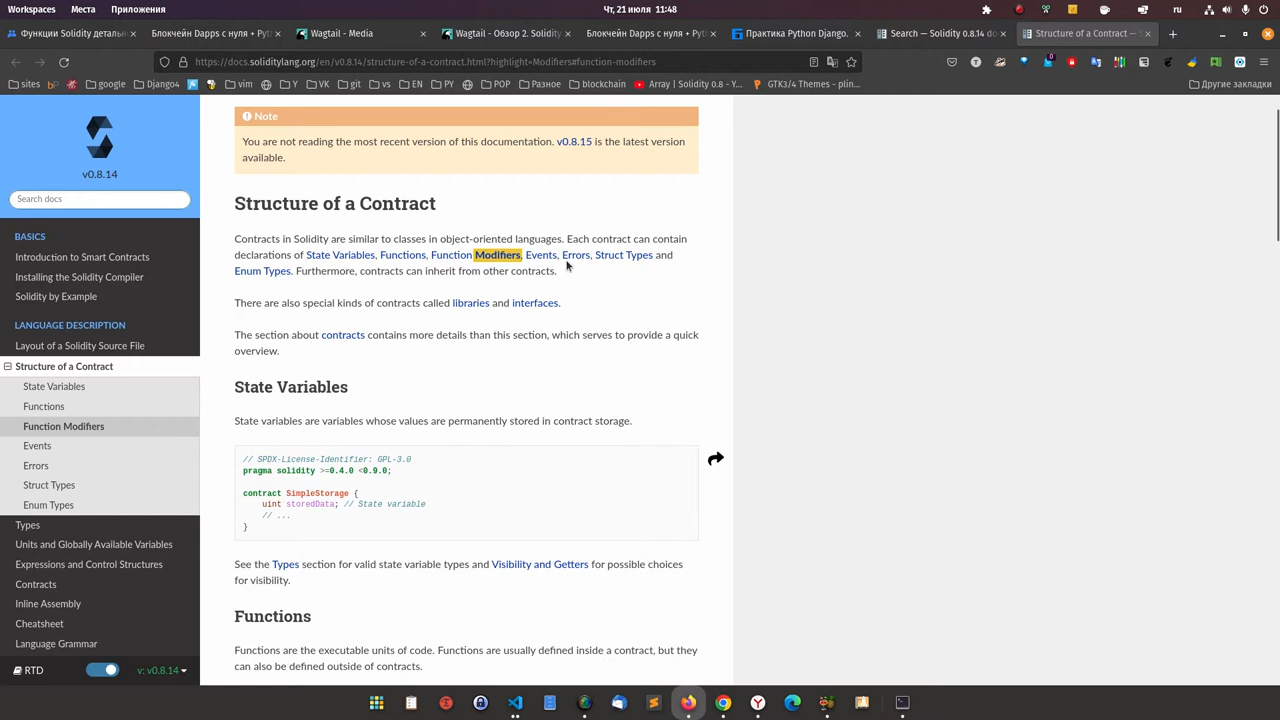 Workspaces Места Приложения Чт, 21 июля 11:48 ru
Функции Solidity детальн Блокчейн Dapps с нуля + Pyt Wagtail - Media Wagtail - Обзор 2. Solidity. Блокчейн Dapps с нуля + Pyt Практика Python Django. Search — Solidity 0.8.14 do Structure of a Contract —
https://docs.soliditylang.org/en/v0.8.14/structure-of-a-contract.html?highlight=Modifiers#function-modifiers
sites bp google Django4 vim Y VK git vs EN PY POP Разное blockchain Array | Solidity 0.8 - Y... GTK3/4 Themes - plin... Другие закладки
v0.8.14
Search docs
BASICS
Introduction to Smart Contracts
Installing the Solidity Compiler
Solidity by Example
LANGUAGE DESCRIPTION
Layout of a Solidity Source File
Structure of a Contract
State Variables
Functions
Function Modifiers
Events
Errors
Struct Types
Enum Types
Types
Units and Globally Available Variables
Expressions and Control Structures
Contracts
Inline Assembly
Cheatsheet
Language Grammar
RTD v: v0.8.14
Note
You are not reading the most recent version of this documentation. v0.8.15 is the latest version
available.
Structure of a Contract
Contracts in Solidity are similar to classes in object-oriented languages. Each contract can contain
declarations of State Variables, Functions, Function Modifiers, Events, Errors, Struct Types and
Enum Types. Furthermore, contracts can inherit from other contracts.
There are also special kinds of contracts called libraries and interfaces.
The section about contracts contains more details than this section, which serves to provide a quick
overview.
State Variables
State variables are variables whose values are permanently stored in contract storage.
// SPDX-License-Identifier: GPL-3.0
pragma solidity >=0.4.0 <0.9.0;
contract SimpleStorage {
uint storedData; // State variable
// ...
}
See the Types section for valid state variable types and Visibility and Getters for possible choices
for visibility.
Functions
Functions are the executable units of code. Functions are usually defined inside a contract, but they
can also be defined outside of contracts.